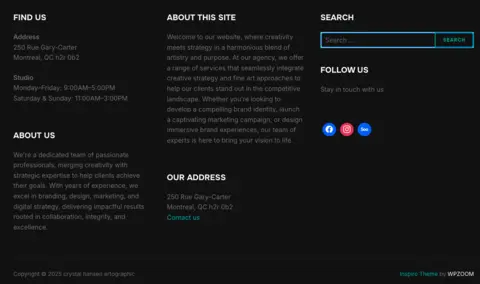 FIND US
Address
250 Rue Gary-Carter
Montreal, QC h2r 0b2
Studio
Monday–Friday: 9:00AM–5:00PM
Saturday & Sunday: 11:00AM–3:00PM
ABOUT US
We're a dedicated team of passionate
professionals, merging creativity with
strategic expertise to help clients achieve
their goals. With years of experience, we
excel in branding, design, marketing, and
digital strategy, delivering impactful results
rooted in collaboration, integrity, and
excellence.
ABOUT THIS SITE
Welcome to our website, where creativity
meets strategy in a harmonious blend of
artistry and purpose. At our agency, we offer
a range of services that seamlessly integrate
creative strategy and fine art approaches to
help our clients stand out in the competitive
landscape. Whether you're looking to
develop a compelling brand identity, launch
a captivating marketing campaign, or design
immersive brand experiences, our team of
experts is here to bring your vision to life.
OUR ADDRESS
250 Rue Gary-Carter
Montreal, QC h2r 0b2
Contact us
SEARCH
Search …
SEARCH
FOLLOW US
Stay in touch with us
Copyright © 2025 crystal barseo artographic
Inspiro Theme by WPZOOM